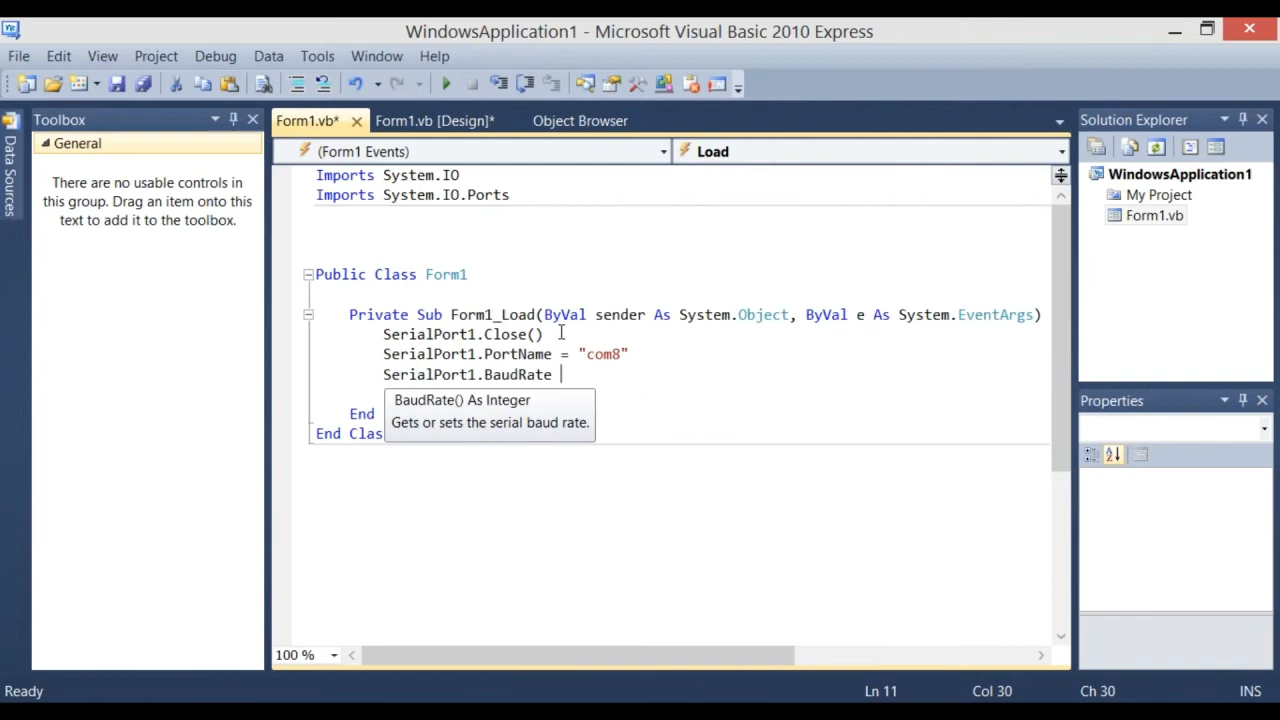 WindowsApplication1 - Microsoft Visual Basic 2010 Express
File Edit View Project Debug Data Tools Window Help
Data Sources
Toolbox
General
There are no usable controls in
this group. Drag an item onto this
text to add it to the toolbox.
Form1.vb* Form1.vb [Design]* Object Browser
(Form1 Events) Load
Imports System.IO
Imports System.IO.Ports
Public Class Form1
Private Sub Form1_Load(ByVal sender As System.Object, ByVal e As System.EventArgs)
SerialPort1.Close()
SerialPort1.PortName = "com8"
SerialPort1.BaudRate
BaudRate() As Integer
Gets or sets the serial baud rate.
End
End Clas
100 %
Solution Explorer
WindowsApplication1
My Project
Form1.vb
Properties
Ready Ln 11 Col 30 Ch 30 INS